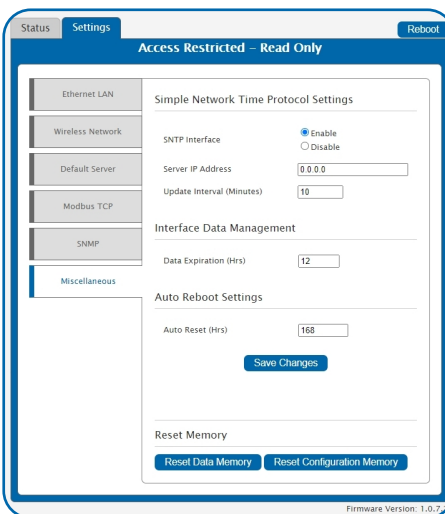 Status Settings Reboot
Access Restricted – Read Only
Ethernet LAN
Wireless Network
Default Server
Modbus TCP
SNMP
Miscellaneous
Simple Network Time Protocol Settings
SNTP Interface
Enable
Disable
Server IP Address 0.0.0.0
Update Interval (Minutes) 10
Interface Data Management
Data Expiration (Hrs) 12
Auto Reboot Settings
Auto Reset (Hrs) 168
Save Changes
Reset Memory
Reset Data Memory Reset Configuration Memory
Firmware Version: 1.0.7